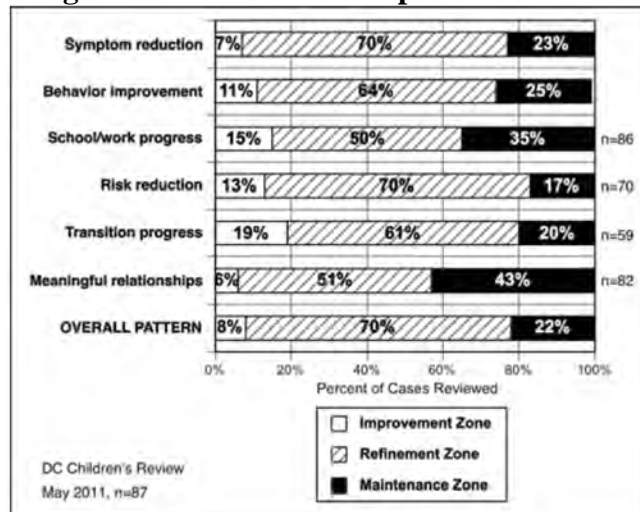 Symptom reduction 7% 70% 23%
Behavior improvement 11% 64% 25%
School/work progress 15% 50% 35% n=86
Risk reduction 13% 70% 17% n=70
Transition progress 19% 61% 20% n=59
Meaningful relationships 6% 51% 43% n=82
OVERALL PATTERN 8% 70% 22%
0% 20% 40% 60% 80% 100%
Percent of Cases Reviewed
Improvement Zone
Refinement Zone
Maintenance Zone
DC Children's Review
May 2011, n=87